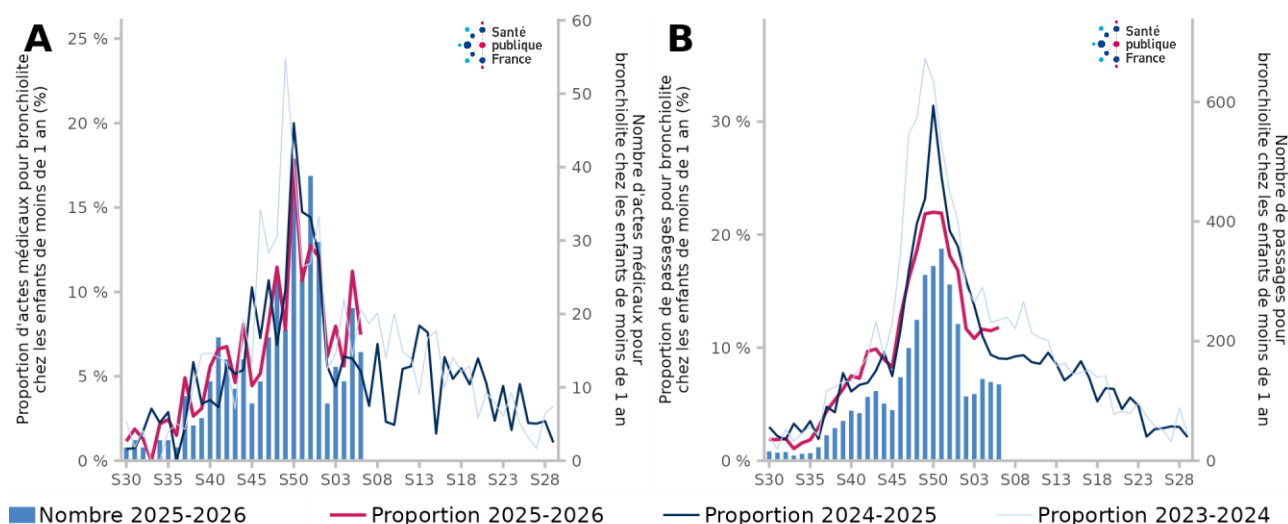 A
Santé
publique
France
Proportion d'actes médicaux pour bronchiolite
chez les enfants de moins de 1 an (%)
25 %
20 %
15 %
10 %
5 %
0 %
60
50
40
30
20
10
0
Nombre d'actes médicaux pour
bronchiolite chez les enfants de moins de 1 an
S30
S35
S40
S45
S50
S03
S08
S13
S18
S23
S28
B
Santé
publique
France
Proportion de passages pour bronchiolite
chez les enfants de moins de 1 an (%)
30 %
20 %
10 %
0 %
600
400
200
0
Nombre de passages pour
bronchiolite chez les enfants de moins de 1 an
S30
S35
S40
S45
S50
S03
S08
S13
S18
S23
S28
Nombre 2025-2026
Proportion 2025-2026
Proportion 2024-2025
Proportion 2023-2024